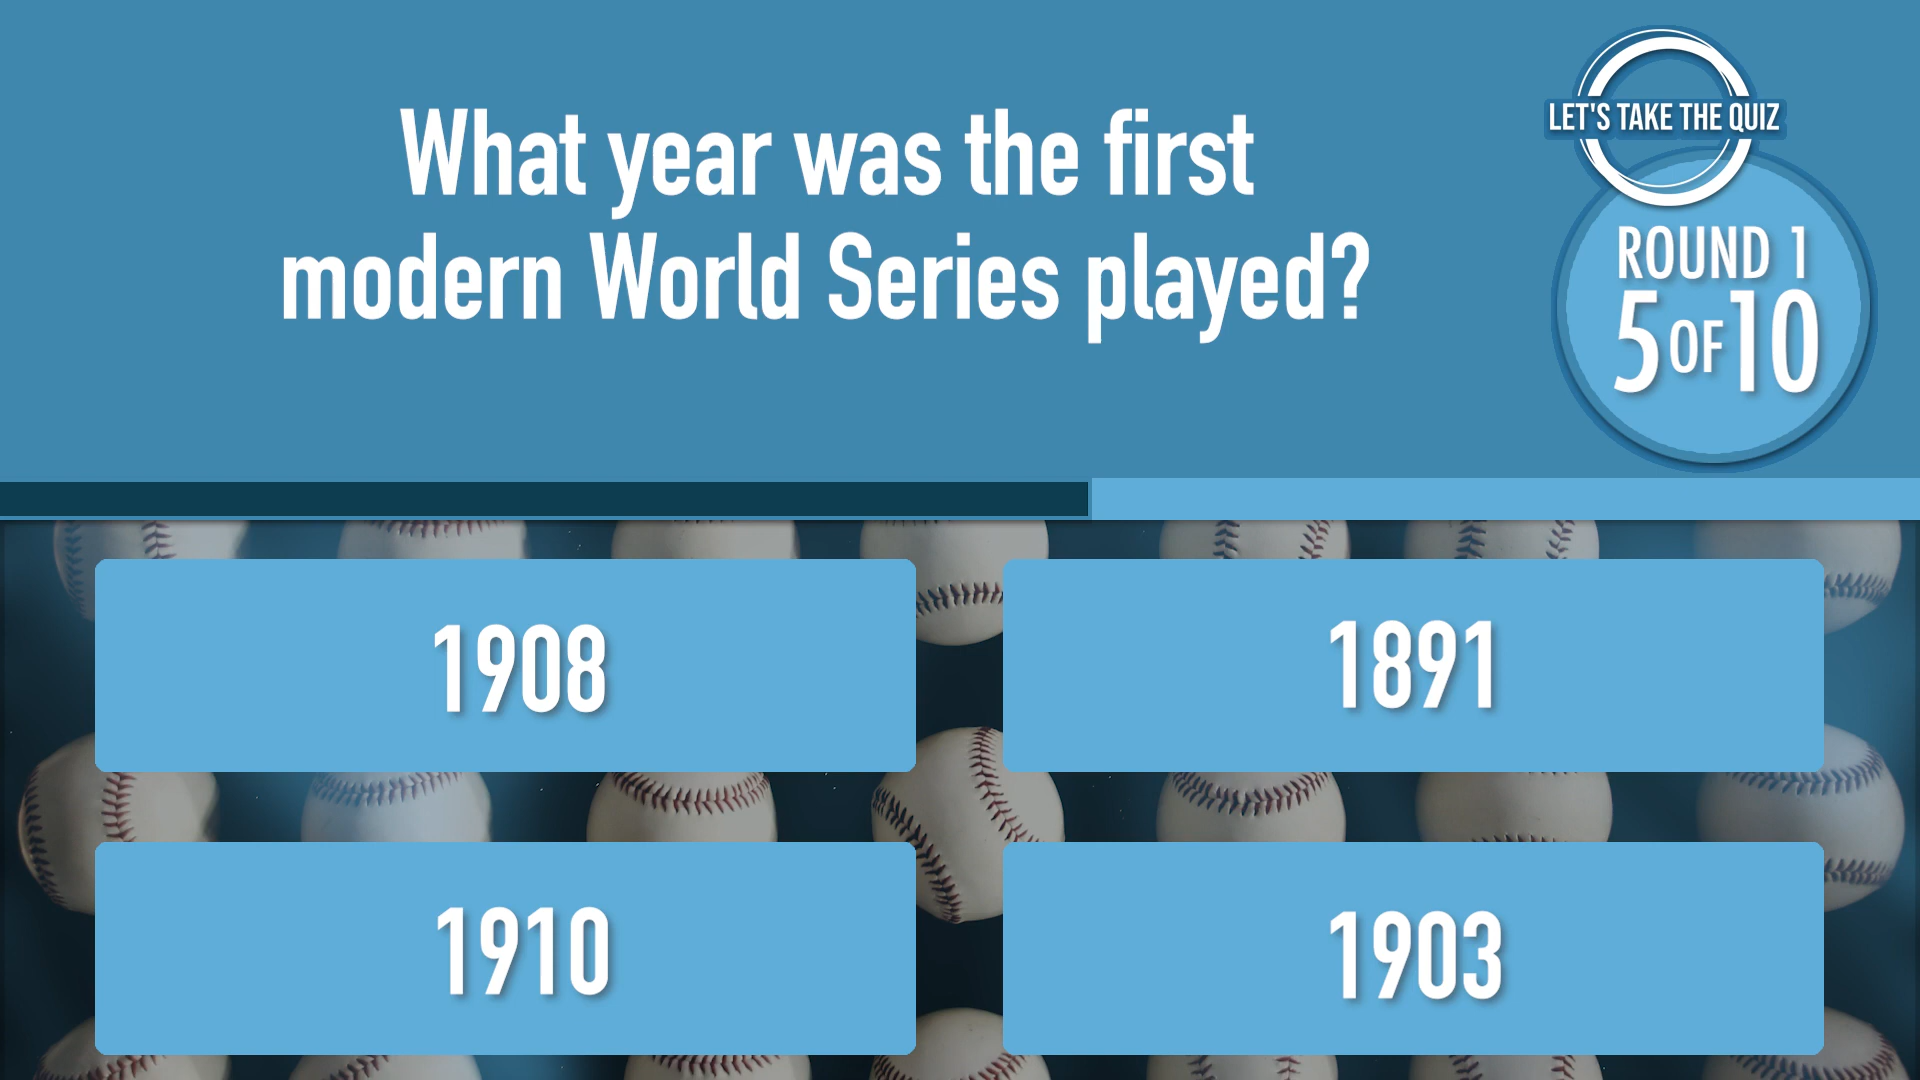 What year was the first
modern World Series played?
LET'S TAKE THE QUIZ
ROUND 1
5 OF 10
1908
1891
1910
1903